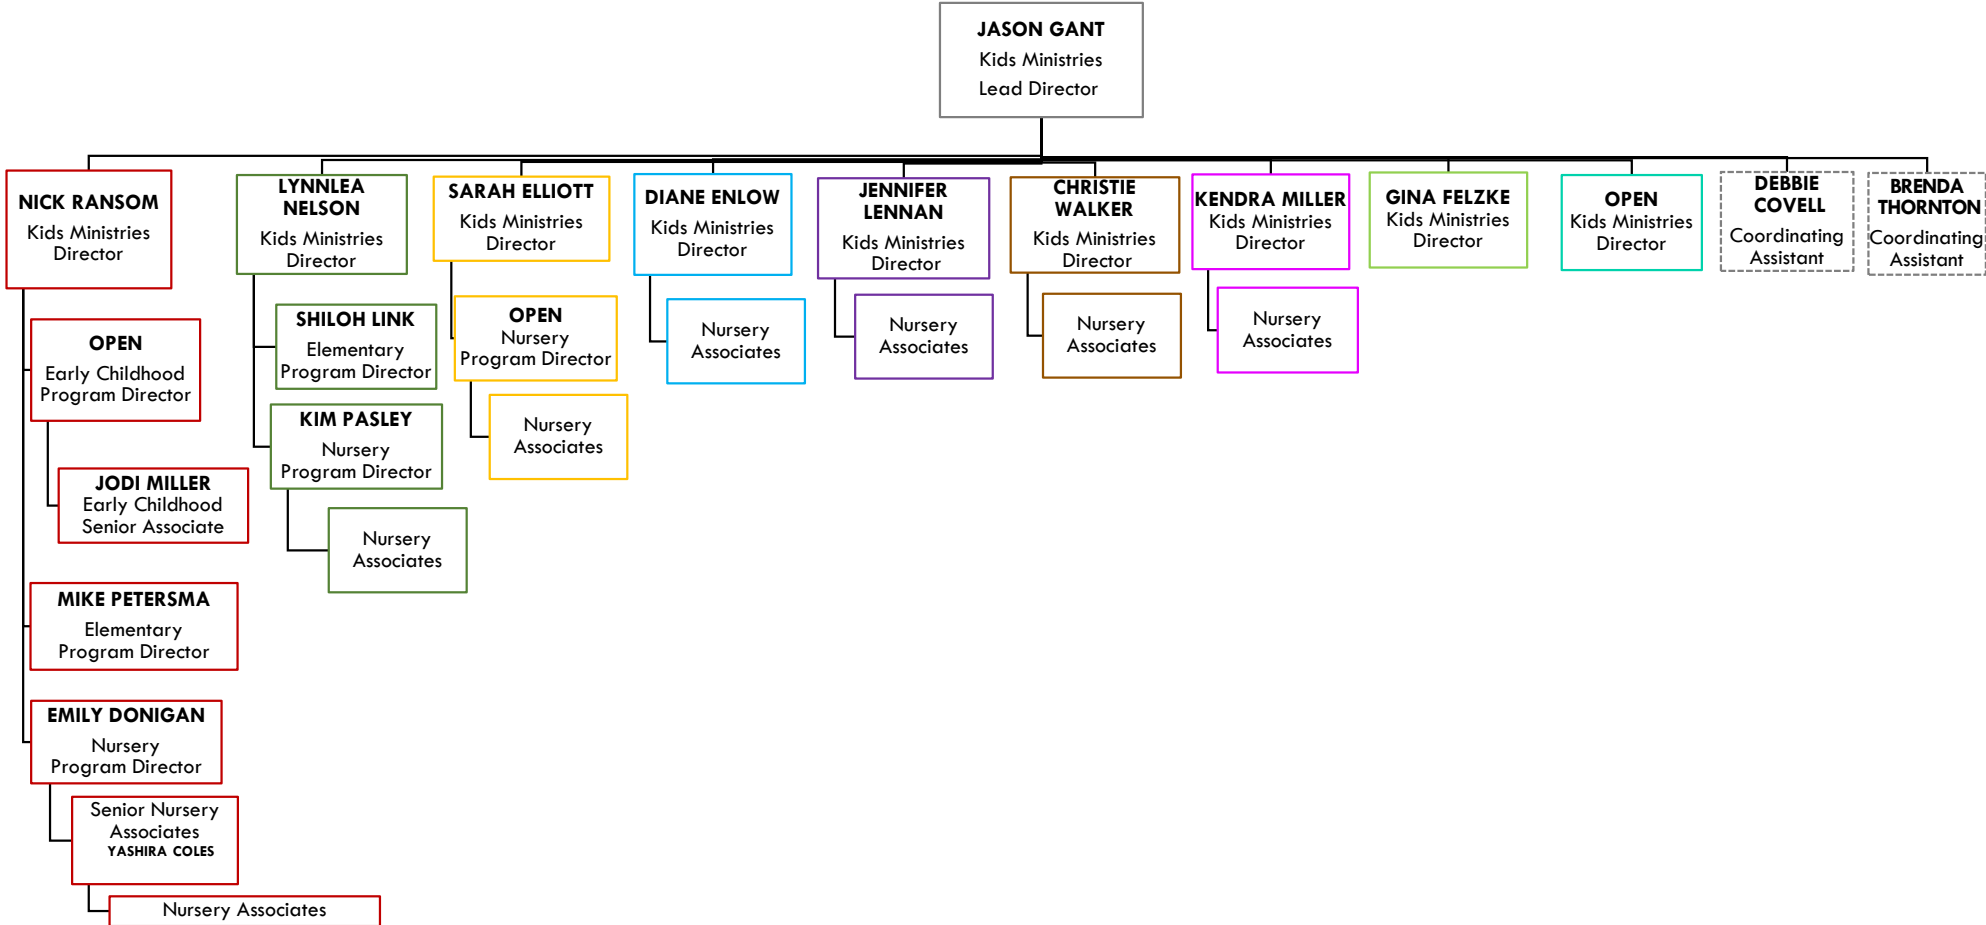 JASON GANT
Kids Ministries
Lead Director
NICK RANSOM
Kids Ministries
Director
LYNNLEA
NELSON
Kids Ministries
Director
SARAH ELLIOTT
Kids Ministries
Director
DIANE ENLOW
Kids Ministries
Director
JENNIFER
LENNAN
Kids Ministries
Director
CHRISTIE
WALKER
Kids Ministries
Director
KENDRA MILLER
Kids Ministries
Director
GINA FELZKE
Kids Ministries
Director
OPEN
Kids Ministries
Director
DEBBIE
COVELL
Coordinating
Assistant
BRENDA
THORNTON
Coordinating
Assistant
OPEN
Early Childhood
Program Director
JODI MILLER
Early Childhood
Senior Associate
MIKE PETERSMA
Elementary
Program Director
EMILY DONIGAN
Nursery
Program Director
Senior Nursery
Associates
YASHIRA COLES
Nursery Associates
SHILOH LINK
Elementary
Program Director
KIM PASLEY
Nursery
Program Director
Nursery
Associates
OPEN
Nursery
Program Director
Nursery
Associates
Nursery
Associates
Nursery
Associates
Nursery
Associates
Nursery
Associates